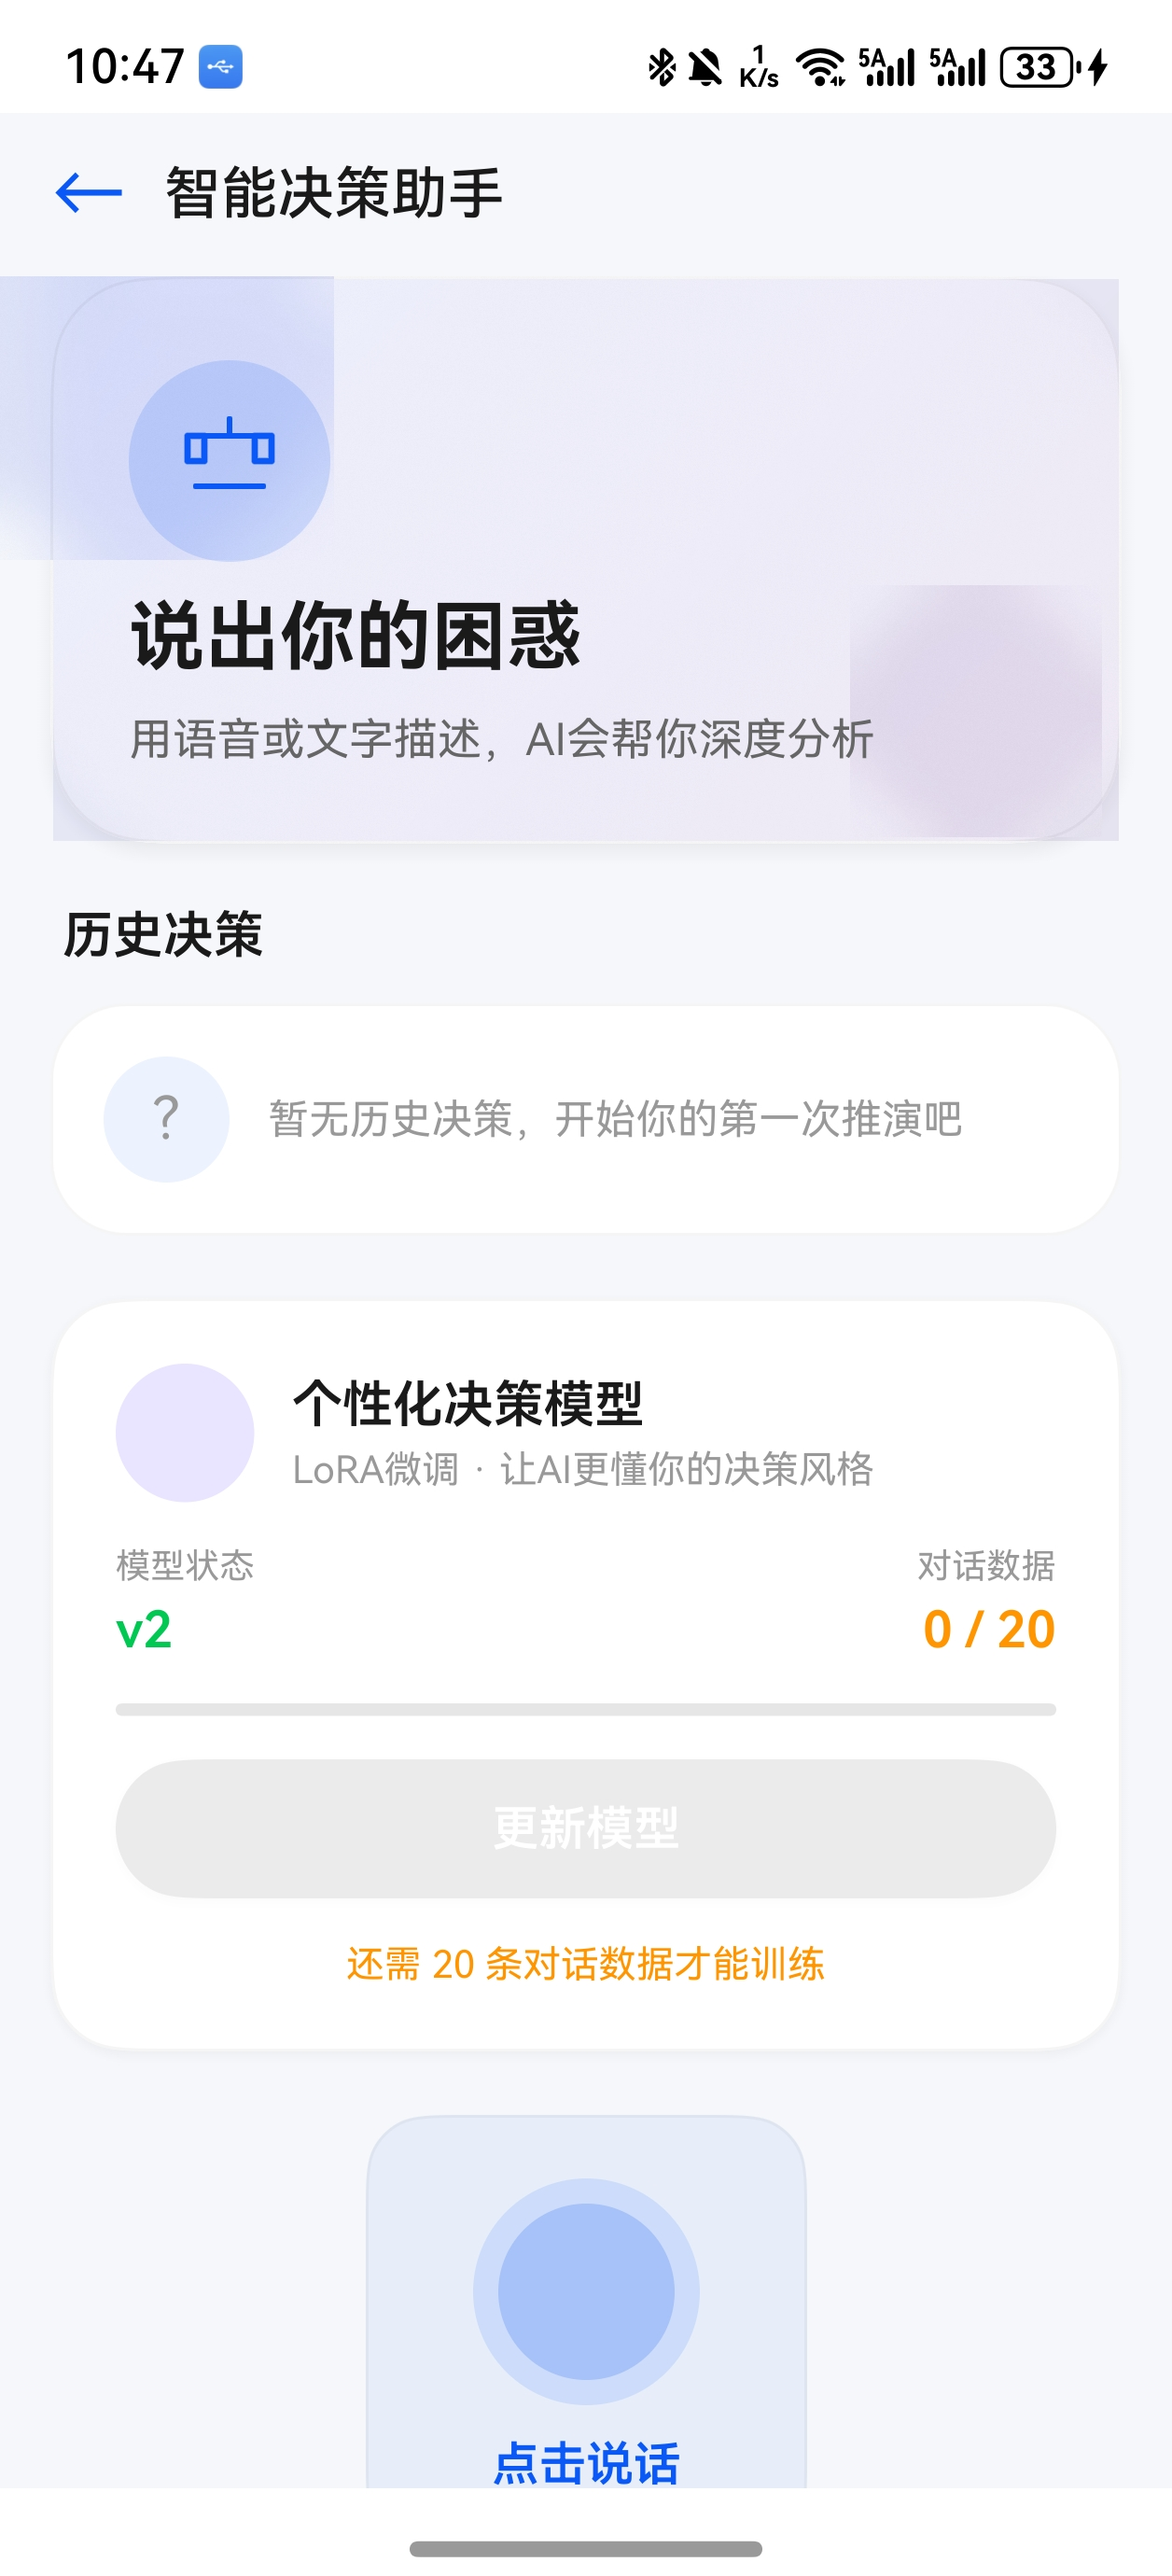 10:47
1 K/s 5A 5A 33
智能决策助手
说出你的困惑
用语音或文字描述，AI会帮你深度分析
历史决策
?
暂无历史决策，开始你的第一次推演吧
个性化决策模型
LoRA微调 · 让AI更懂你的决策风格
模型状态 对话数据
v2 0 / 20
更新模型
还需 20 条对话数据才能训练
点击说话